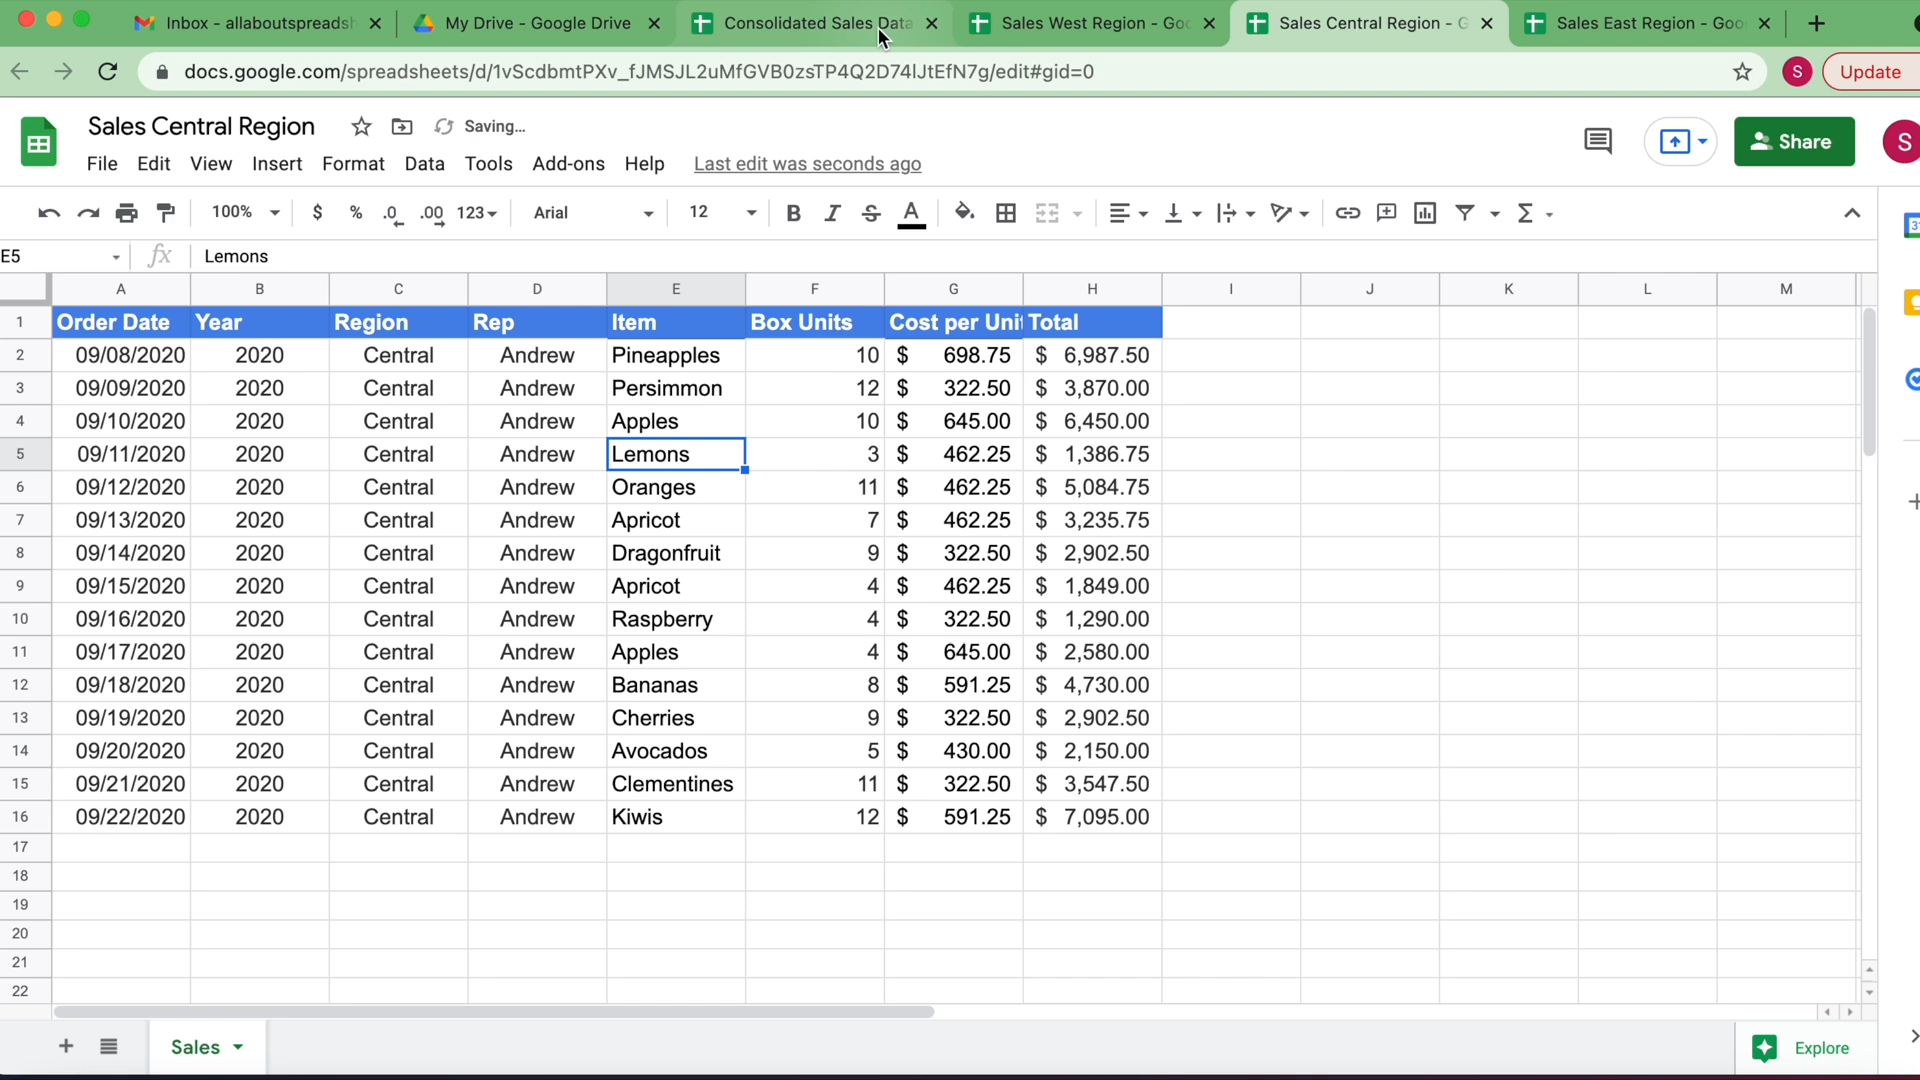 Inbox - allaboutspreadsh My Drive - Google Drive Consolidated Sales Data Sales West Region - Goo Sales Central Region - G Sales East Region - Goo
docs.google.com/spreadsheets/d/1vScdbmtPXv_fJMSJL2uMfGVB0zsTP4Q2D74lJtEfN7g/edit#gid=0 S Update
Sales Central Region Saving...
File Edit View Insert Format Data Tools Add-ons Help Last edit was seconds ago Share S
100% $ % .0 .00 123 Arial 12 B I S A Σ
E5 fx Lemons
A B C D E F G H I J K L M
1 Order Date Year Region Rep Item Box Units Cost per Unit Total
2 09/08/2020 2020 Central Andrew Pineapples 10 $ 698.75 $ 6,987.50
3 09/09/2020 2020 Central Andrew Persimmon 12 $ 322.50 $ 3,870.00
4 09/10/2020 2020 Central Andrew Apples 10 $ 645.00 $ 6,450.00
5 09/11/2020 2020 Central Andrew Lemons 3 $ 462.25 $ 1,386.75
6 09/12/2020 2020 Central Andrew Oranges 11 $ 462.25 $ 5,084.75
7 09/13/2020 2020 Central Andrew Apricot 7 $ 462.25 $ 3,235.75
8 09/14/2020 2020 Central Andrew Dragonfruit 9 $ 322.50 $ 2,902.50
9 09/15/2020 2020 Central Andrew Apricot 4 $ 462.25 $ 1,849.00
10 09/16/2020 2020 Central Andrew Raspberry 4 $ 322.50 $ 1,290.00
11 09/17/2020 2020 Central Andrew Apples 4 $ 645.00 $ 2,580.00
12 09/18/2020 2020 Central Andrew Bananas 8 $ 591.25 $ 4,730.00
13 09/19/2020 2020 Central Andrew Cherries 9 $ 322.50 $ 2,902.50
14 09/20/2020 2020 Central Andrew Avocados 5 $ 430.00 $ 2,150.00
15 09/21/2020 2020 Central Andrew Clementines 11 $ 322.50 $ 3,547.50
16 09/22/2020 2020 Central Andrew Kiwis 12 $ 591.25 $ 7,095.00
17
18
19
20
21
22
Sales Explore